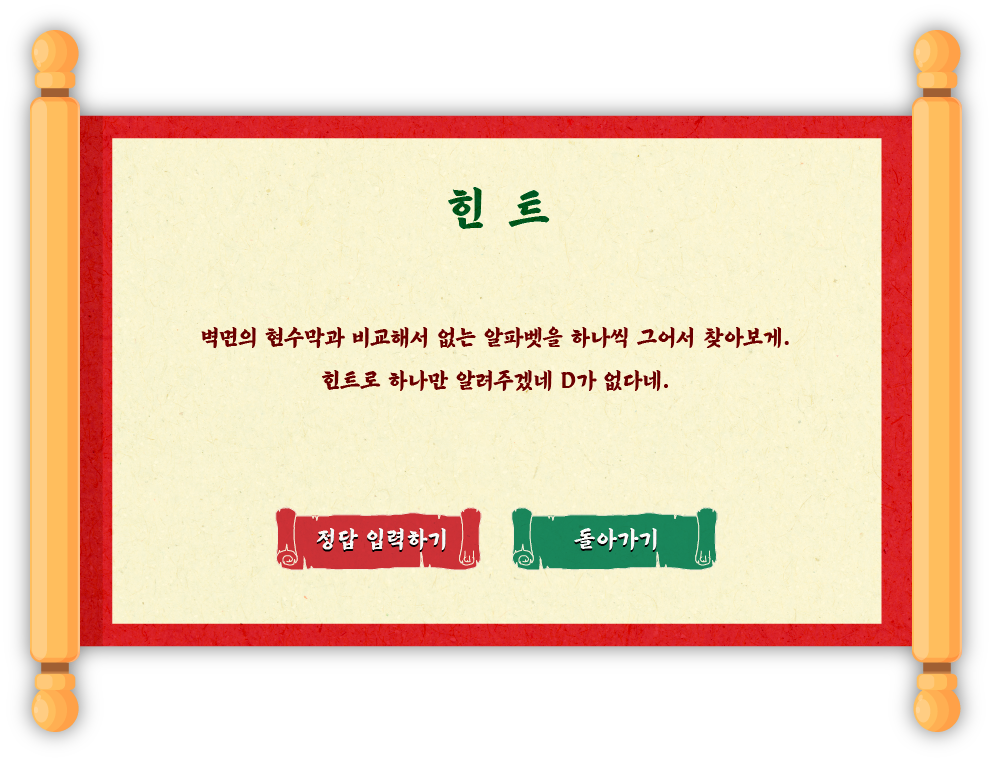 힌 트
벽면의 현수막과 비교해서 없는 알파벳을 하나씩 그어서 찾아보게.
힌트로 하나만 알려주겠네 D가 없다네.
정답 입력하기
돌아가기